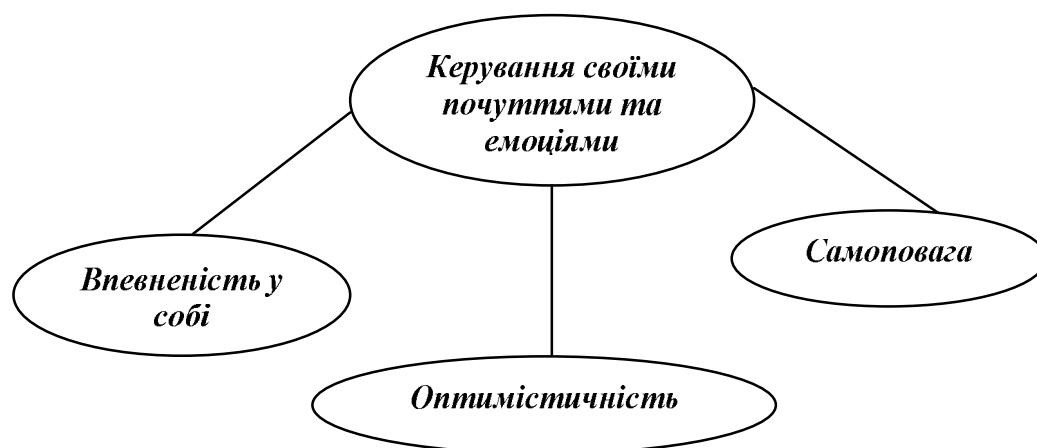 Керування своїми
почуттями та
емоціями
Впевненість у
собі
Самоповага
Оптимістичність